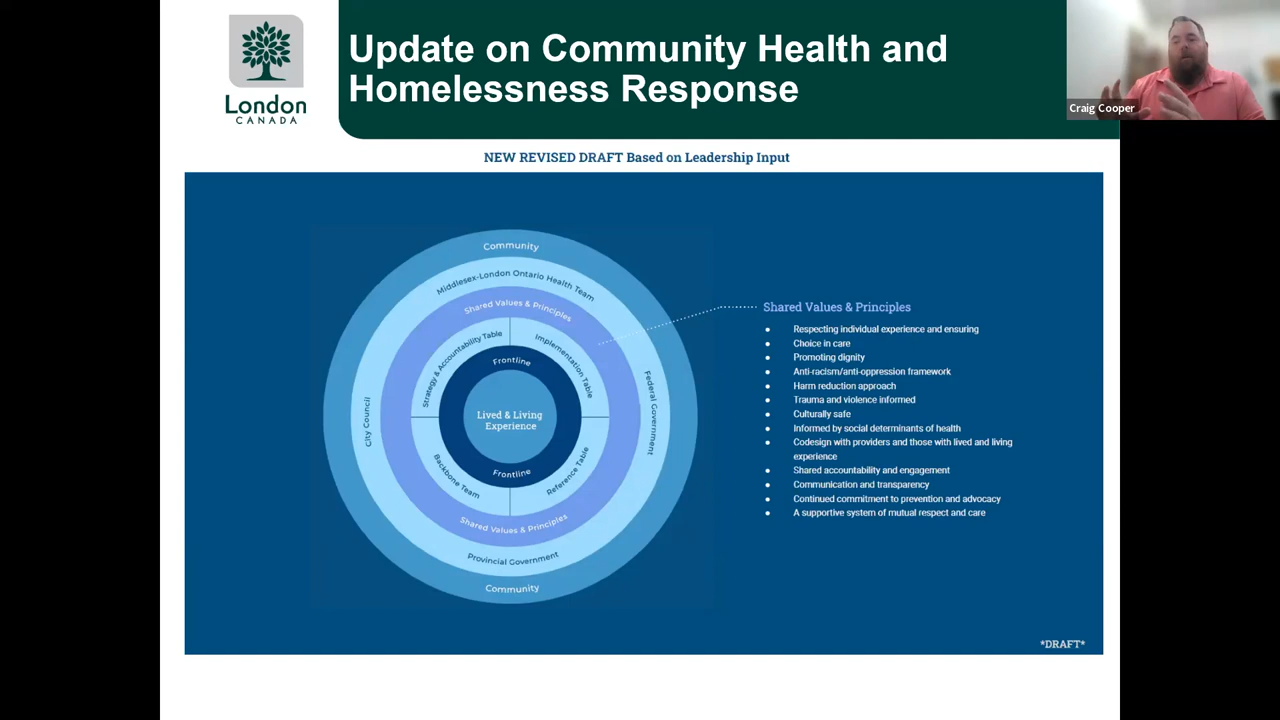 London
CANADA
Update on Community Health and
Homelessness Response
Craig Cooper
NEW REVISED DRAFT Based on Leadership Input
Community
Middlesex-London Ontario Health Team
Shared Values & Principles
Strategy & Accountability Table
Implementation Table
Frontline
City Council
Lived & Living
Experience
Federal Government
Frontline
Backbone Team
Reference Table
Shared Values & Principles
Provincial Government
Community
Shared Values & Principles
● Respecting individual experience and ensuring
● Choice in care
● Promoting dignity
● Anti-racism/anti-oppression framework
● Harm reduction approach
● Trauma and violence informed
● Culturally safe
● Informed by social determinants of health
● Codesign with providers and those with lived and living
experience
● Shared accountability and engagement
● Communication and transparency
● Continued commitment to prevention and advocacy
● A supportive system of mutual respect and care
*DRAFT*